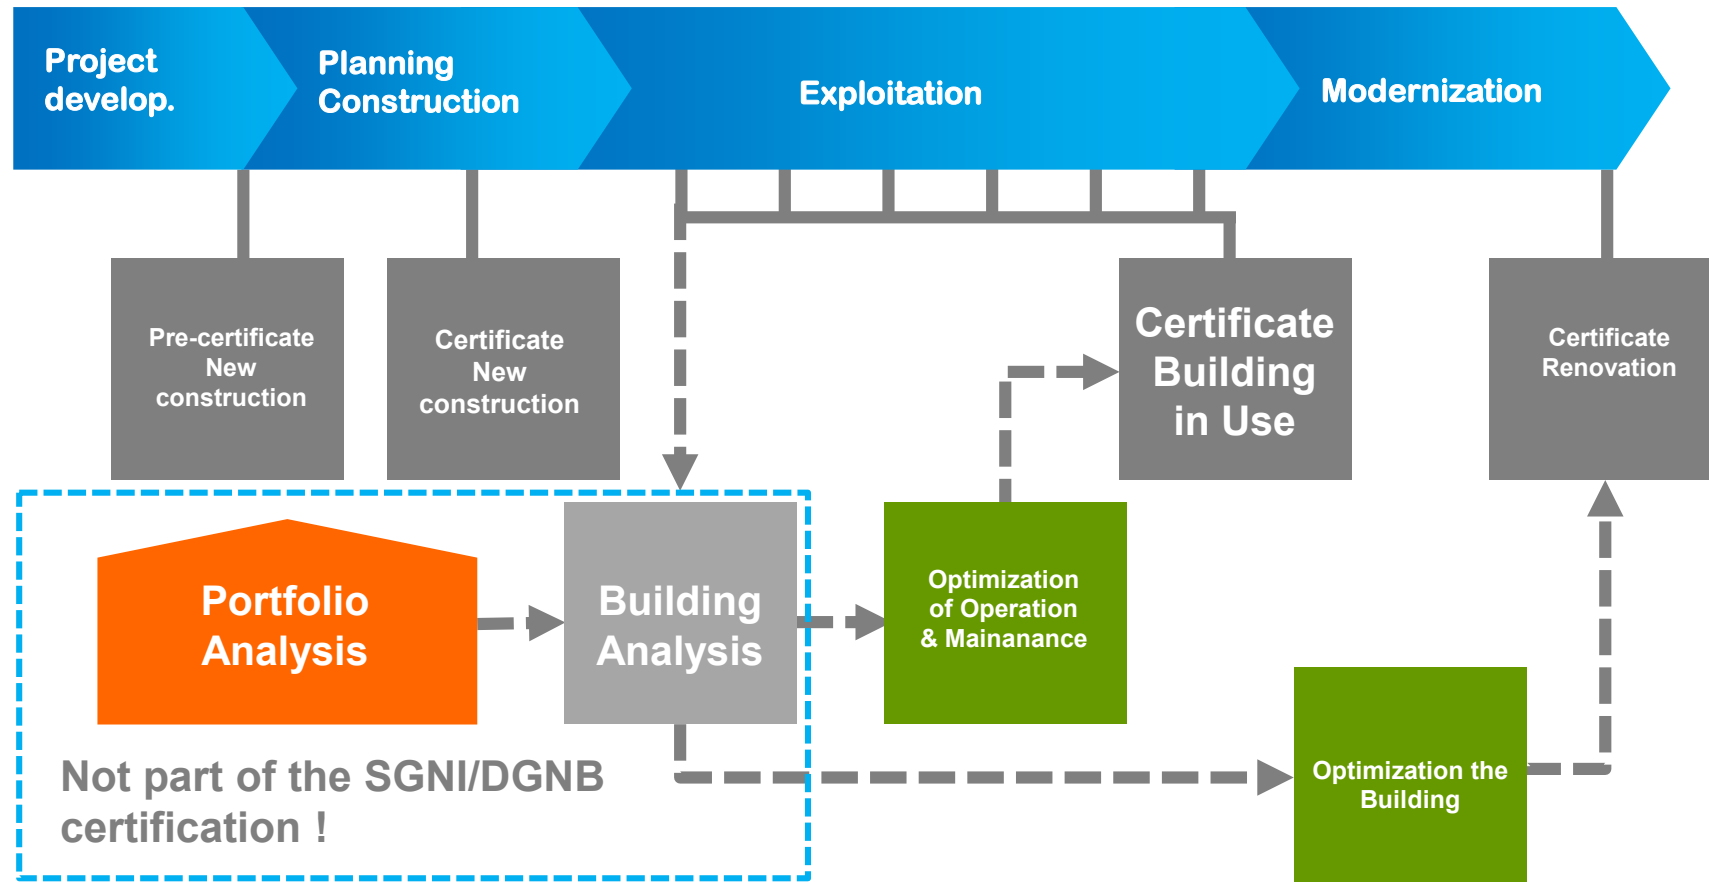 Project
develop.
Planning
Construction
Exploitation
Modernization
Pre-certificate
New
construction
Certificate
New
construction
Certificate
Building
in Use
Certificate
Renovation
Portfolio
Analysis
Building
Analysis
Optimization
of Operation
& Mainanance
Not part of the SGNI/DGNB
certification !
Optimization the
Building